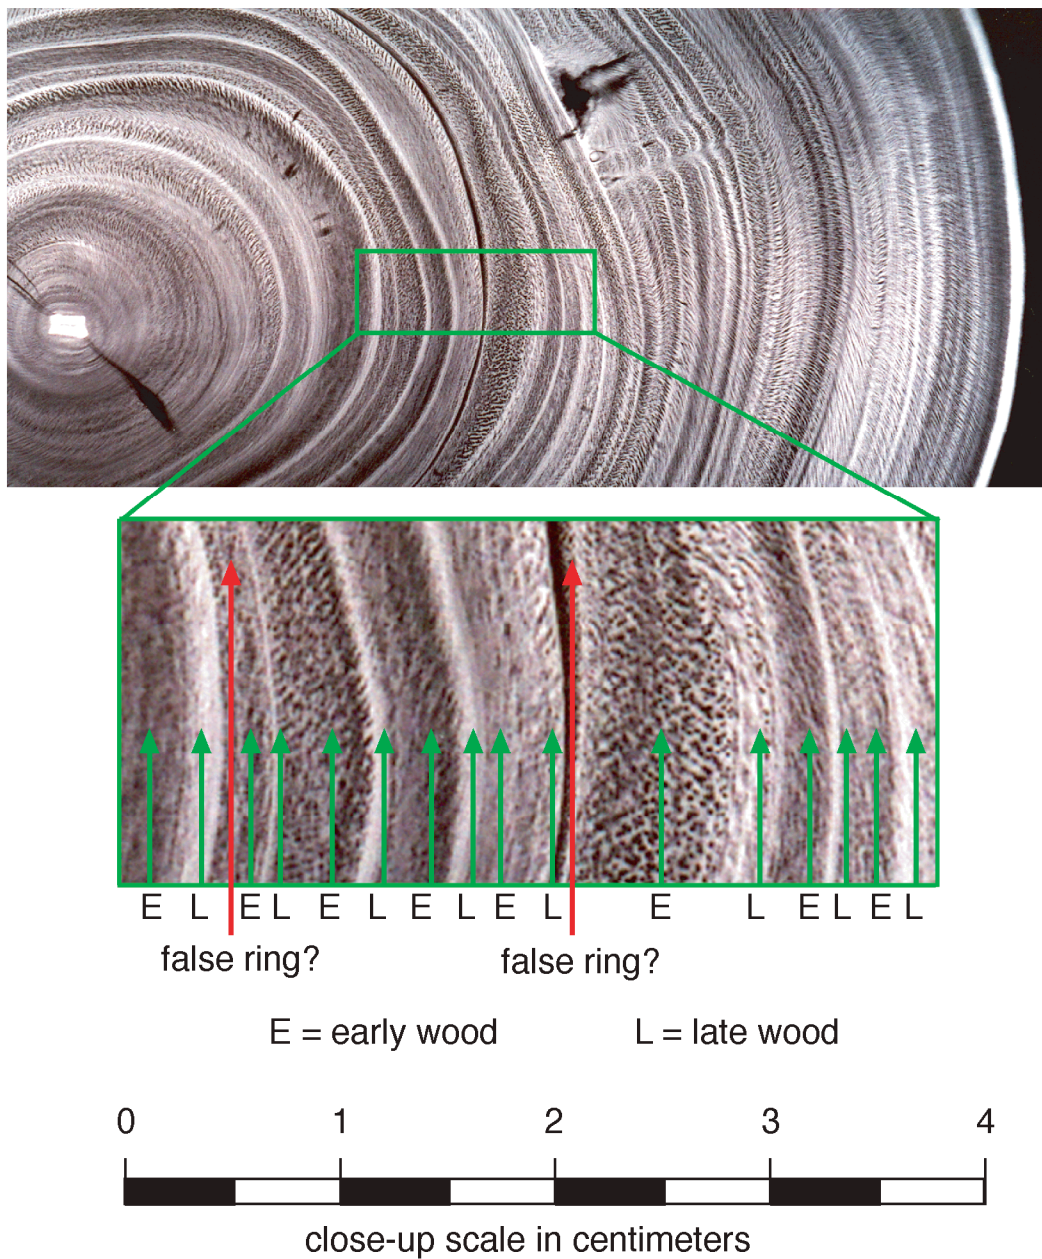 E L E L E L E L E L E L E L E L
false ring? false ring?
E = early wood L = late wood
0 1 2 3 4
close-up scale in centimeters